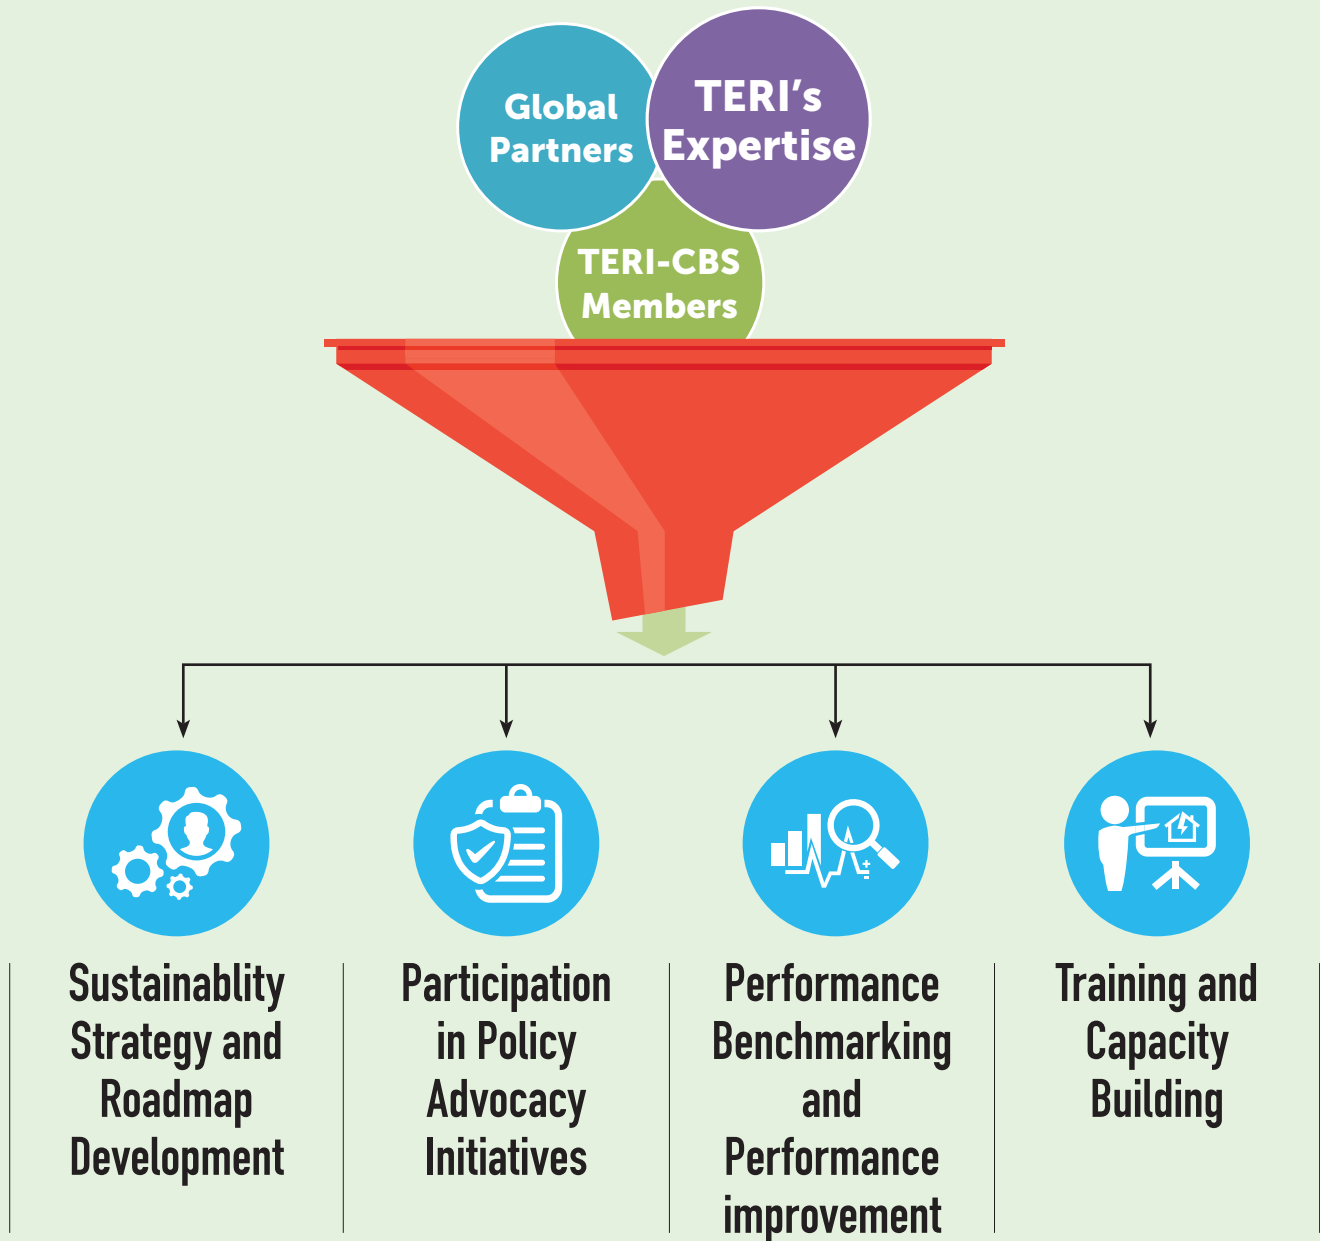 Global
Partners
TERI’s
Expertise
TERI-CBS
Members
Sustainablity
Strategy and
Roadmap
Development
Participation
in Policy
Advocacy
Initiatives
Performance
Benchmarking
and
Performance
improvement
Training and
Capacity
Building